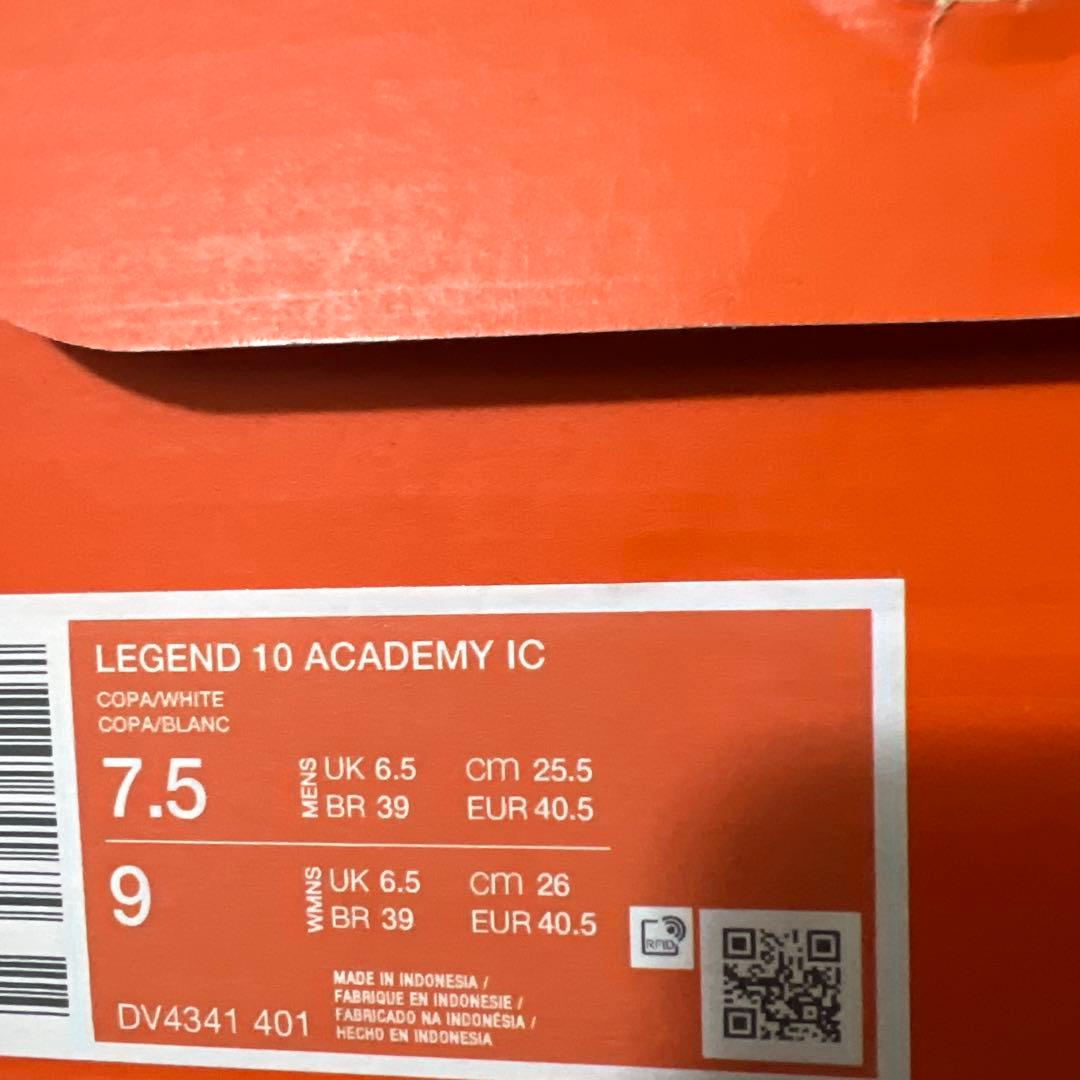 LEGEND 10 ACADEMY IC
COPA/WHITE
COPA/BLANC
7.5
MENS
UK 6.5 cm 25.5
BR 39 EUR 40.5
9
WMNS
UK 6.5 cm 26
BR 39 EUR 40.5
RFID
MADE IN INDONESIA /
FABRIQUE EN INDONESIE /
FABRICADO NA INDONÉSIA /
HECHO EN INDONESIA
DV4341 401